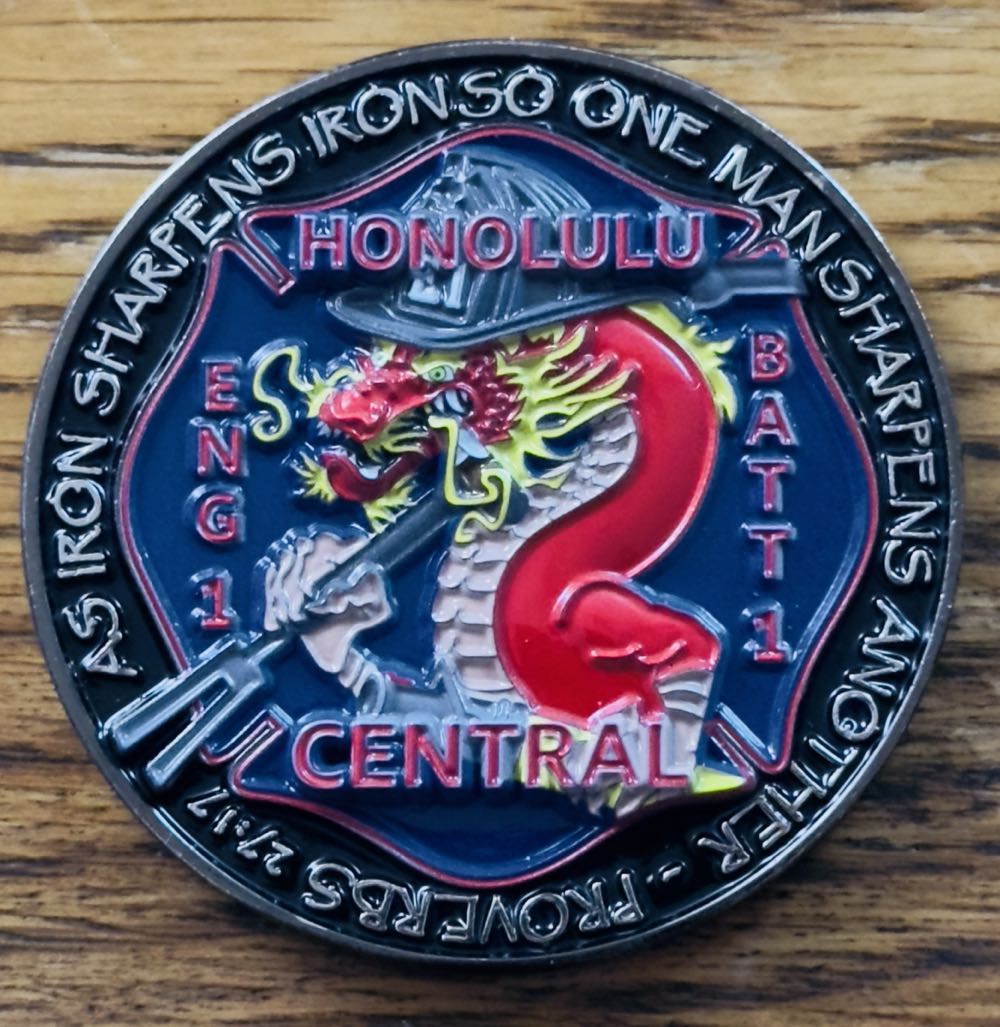 AS IRON SHARPENS IRON SO ONE MAN SHARPENS ANOTHER - PROVERBS 27:17
HONOLULU
ENG 1
BATT 1
CENTRAL